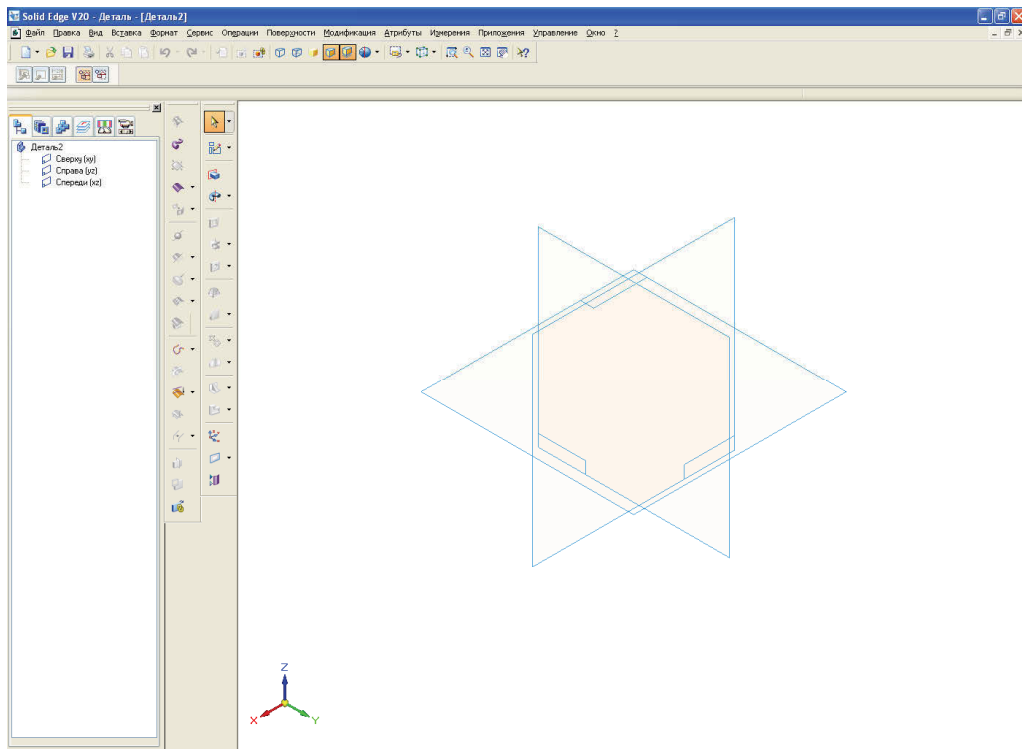 Solid Edge V20 - Деталь - [Деталь2]
Файл Правка Вид Вставка Формат Сервис Операции Поверхности Модификация Атрибуты Измерения Приложения Управление Окно ?
Деталь2
Сверху (xy)
Справа (yz)
Спереди (xz)
Z
X
Y